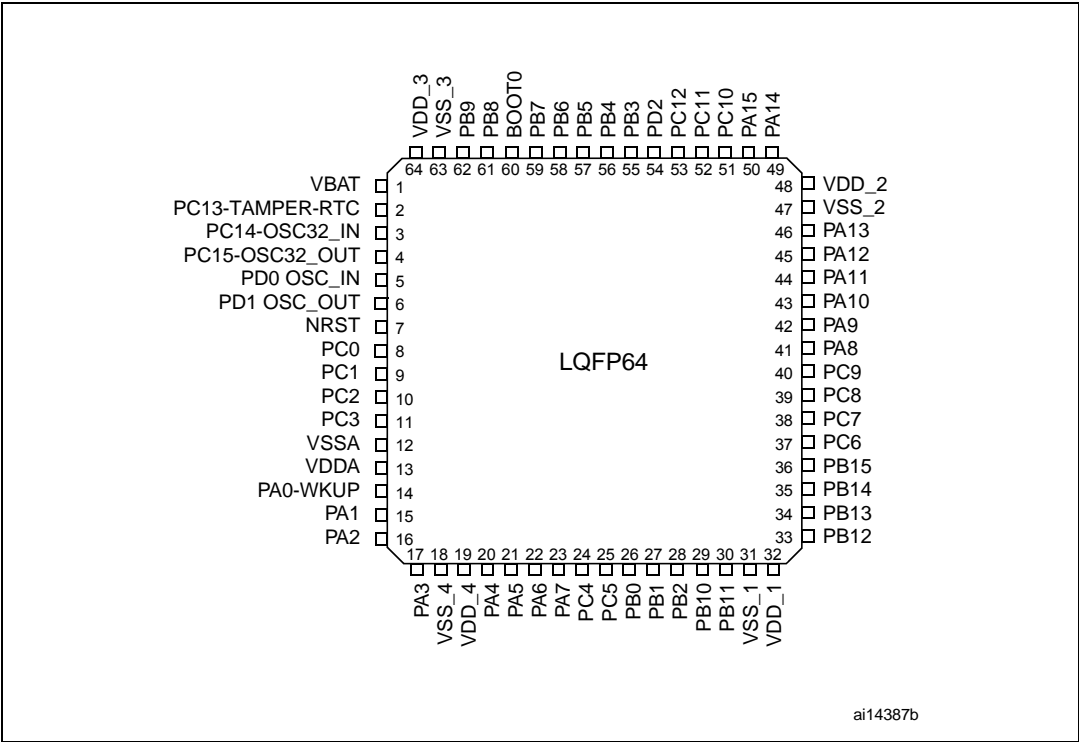 VDD_3
VSS_3
PB9
PB8
BOOT0
PB7
PB6
PB5
PB4
PB3
PD2
PC12
PC11
PC10
PA15
PA14
64 63 62 61 60 59 58 57 56 55 54 53 52 51 50 49
VBAT 1
PC13-TAMPER-RTC 2
PC14-OSC32_IN 3
PC15-OSC32_OUT 4
PD0 OSC_IN 5
PD1 OSC_OUT 6
NRST 7
PC0 8
PC1 9
PC2 10
PC3 11
VSSA 12
VDDA 13
PA0-WKUP 14
PA1 15
PA2 16
LQFP64
48 VDD_2
47 VSS_2
46 PA13
45 PA12
44 PA11
43 PA10
42 PA9
41 PA8
40 PC9
39 PC8
38 PC7
37 PC6
36 PB15
35 PB14
34 PB13
33 PB12
17 18 19 20 21 22 23 24 25 26 27 28 29 30 31 32
PA3
VSS_4
VDD_4
PA4
PA5
PA6
PA7
PC4
PC5
PB0
PB1
PB2
PB10
PB11
VSS_1
VDD_1
ai14387b